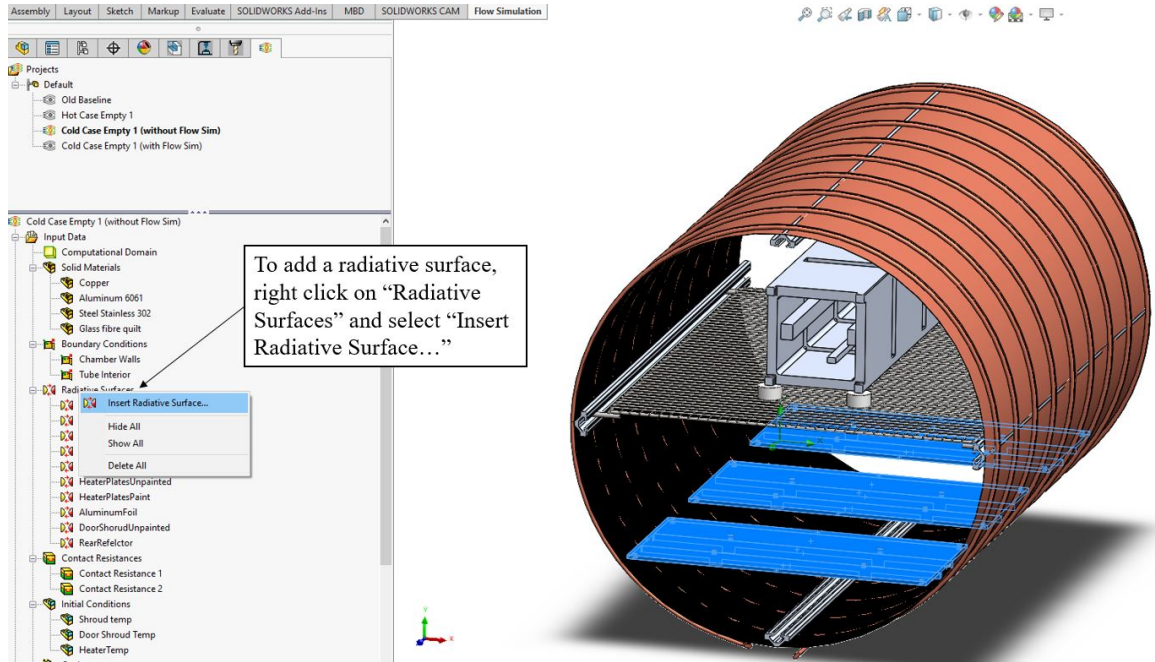 Assembly Layout Sketch Markup Evaluate SOLIDWORKS Add-Ins MBD SOLIDWORKS CAM Flow Simulation
Projects
Default
Old Baseline
Hot Case Empty 1
Cold Case Empty 1 (without Flow Sim)
Cold Case Empty 1 (with Flow Sim)
Cold Case Empty 1 (without Flow Sim)
Input Data
Computational Domain
Solid Materials
Copper
Aluminum 6061
Steel Stainless 302
Glass fibre quilt
Boundary Conditions
Chamber Walls
Tube Interior
Radiative Surfaces
Insert Radiative Surface...
Hide All
Show All
Delete All
HeaterPlatesUnpainted
HeaterPlatesPaint
AluminumFoil
DoorShorudUnpainted
RearRefelctor
Contact Resistances
Contact Resistance 1
Contact Resistance 2
Initial Conditions
Shroud temp
Door Shroud Temp
HeaterTemp
To add a radiative surface,
right click on “Radiative
Surfaces” and select “Insert
Radiative Surface…”
Y
X